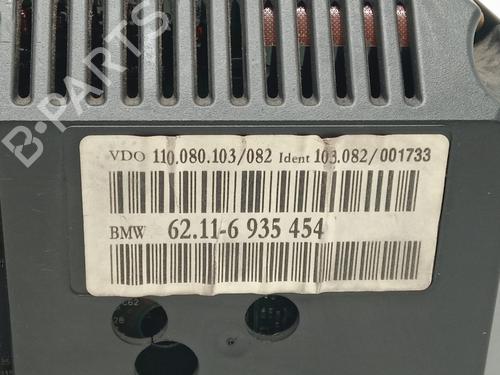 B-PARTS
VDO 110.080.103/082 Ident 103.082/001733
BMW 62.11-6 935 454